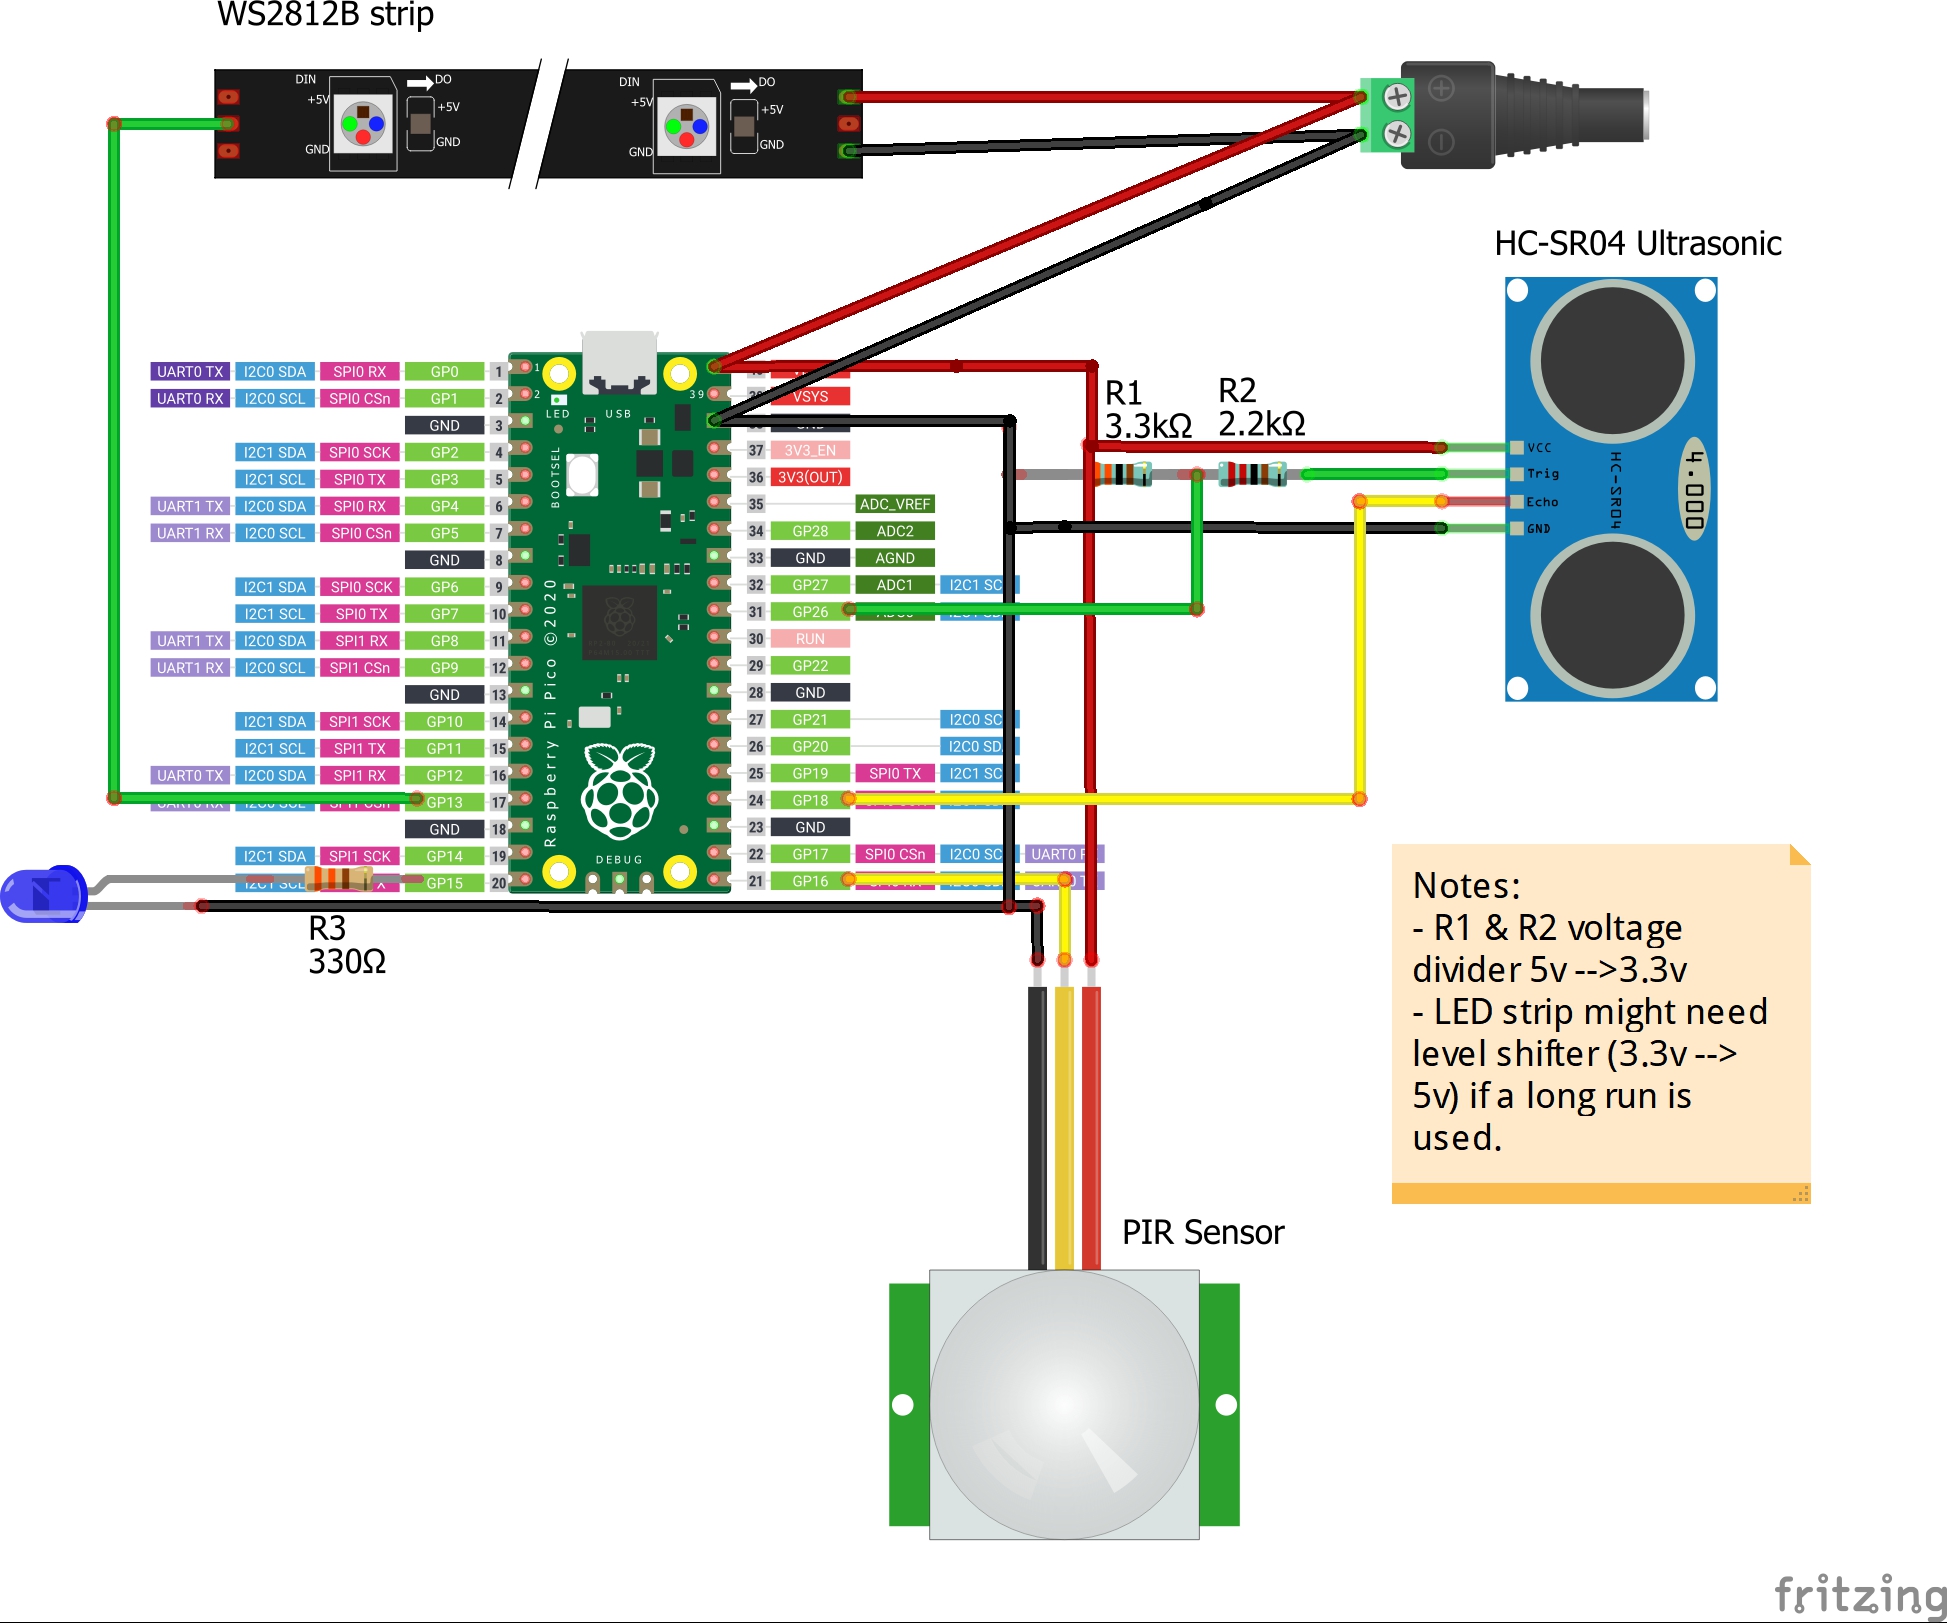 WS2812B strip
DIN
DO
+5V
+5V
GND
GND
DIN
DO
+5V
+5V
GND
GND
HC-SR04 Ultrasonic
VCC
Trig
Echo
GND
HC-SR04
4.000
R1
3.3kΩ
R2
2.2kΩ
UART0 TX I2C0 SDA SPI0 RX GP0 1
UART0 RX I2C0 SCL SPI0 CSn GP1 2
GND 3
I2C1 SDA SPI0 SCK GP2 4
I2C1 SCL SPI0 TX GP3 5
UART1 TX I2C0 SDA SPI0 RX GP4 6
UART1 RX I2C0 SCL SPI0 CSn GP5 7
GND 8
I2C1 SDA SPI0 SCK GP6 9
I2C1 SCL SPI0 TX GP7 10
UART1 TX I2C0 SDA SPI1 RX GP8 11
UART1 RX I2C0 SCL SPI1 CSn GP9 12
GND 13
I2C1 SDA SPI1 SCK GP10 14
I2C1 SCL SPI1 TX GP11 15
UART0 TX I2C0 SDA SPI1 RX GP12 16
UART0 RX I2C0 SCL SPI1 CSn GP13 17
GND 18
I2C1 SDA SPI1 SCK GP14 19
I2C1 SCL GP15 20
1
2
39
LED
USB
BOOTSEL
Raspberry Pi Pico ©2020
DEBUG
VSYS
GND
37 3V3_EN
36 3V3(OUT)
35 ADC_VREF
34 GP28 ADC2
33 GND AGND
32 GP27 ADC1 I2C1 SC
31 GP26
30 RUN
29 GP22
28 GND
27 GP21 I2C0 SC
26 GP20 I2C0 SD
25 GP19 SPI0 TX I2C1 SC
24 GP18
23 GND
22 GP17 SPI0 CSn I2C0 SC UART0
21 GP16
R3
330Ω
Notes:
- R1 & R2 voltage
divider 5v -->3.3v
- LED strip might need
level shifter (3.3v -->
5v) if a long run is
used.
PIR Sensor
fritzing